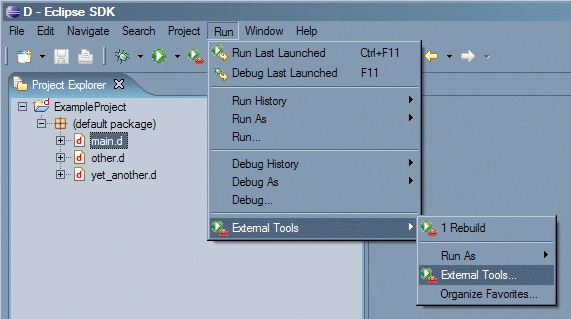 D - Eclipse SDK
File Edit Navigate Search Project Run Window Help
Project Explorer
ExampleProject
(default package)
main.d
other.d
yet_another.d
Run Last Launched Ctrl+F11
Debug Last Launched F11
Run History
Run As
Run...
Debug History
Debug As
Debug...
External Tools
1 Rebuild
Run As
External Tools...
Organize Favorites...